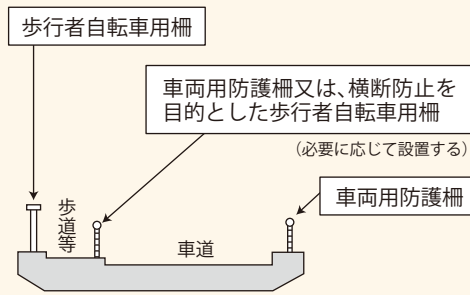 歩行者自転車用柵
車両用防護柵又は、横断防止を
目的とした歩行者自転車用柵
（必要に応じて設置する）
車両用防護柵
歩道等
車道